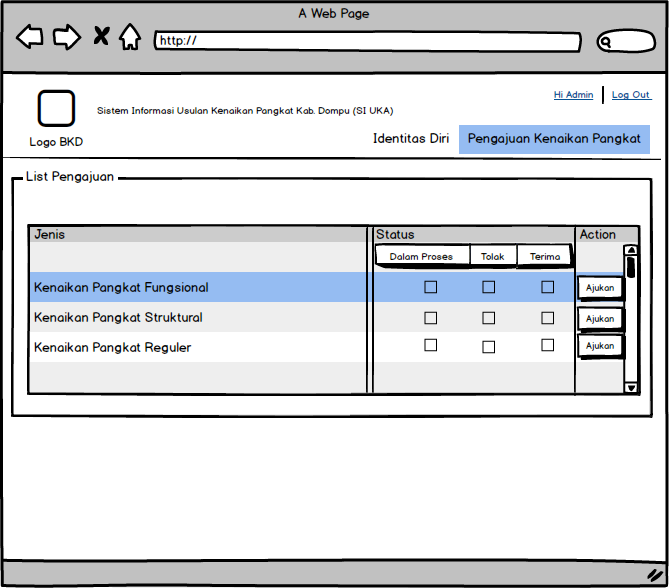 A Web Page
http://
Hi Admin
Log Out
Sistem Informasi Usulan Kenaikan Pangkat Kab. Dompu (SI UKA)
Logo BKD
Identitas Diri
Pengajuan Kenaikan Pangkat
List Pengajuan
Jenis Status Action
Dalam Proses Tolak Terima
Kenaikan Pangkat Fungsional Ajukan
Kenaikan Pangkat Struktural Ajukan
Kenaikan Pangkat Reguler Ajukan